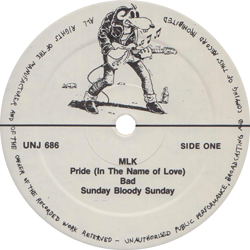 UNJ 686
SIDE ONE
MLK
Pride (In The Name of Love)
Bad
Sunday Bloody Sunday
ALL RIGHTS OF THE MANUFACTURER AND OF THE OWNER OF THE RECORDED WORK RESERVED - UNAUTHORISED PUBLIC PERFORMANCE, BROADCASTING AND COPYING OF THIS RECORD PROHIBITED